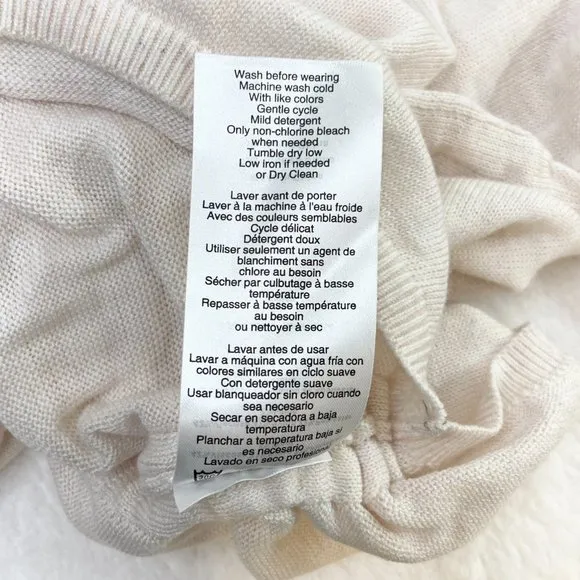 Wash before wearing
Machine wash cold
With like colors
Gentle cycle
Mild detergent
Only non-chlorine bleach
when needed
Tumble dry low
Low iron if needed
or Dry Clean
Laver avant de porter
Laver à la machine à l'eau froide
Avec des couleurs semblables
Cycle délicat
Détergent doux
Utiliser seulement un agent de
blanchiment sans
chlore au besoin
Sécher par culbutage à basse
température
Repasser à basse température
au besoin
ou nettoyer à sec
Lavar antes de usar
Lavar a máquina con agua fría con
colores similares en ciclo suave
Con detergente suave
Usar blanqueador sin cloro cuando
sea necesario
Secar en secadora a baja
temperatura
Planchar a temperatura baja si
es necesario
Lavado en seco profesional